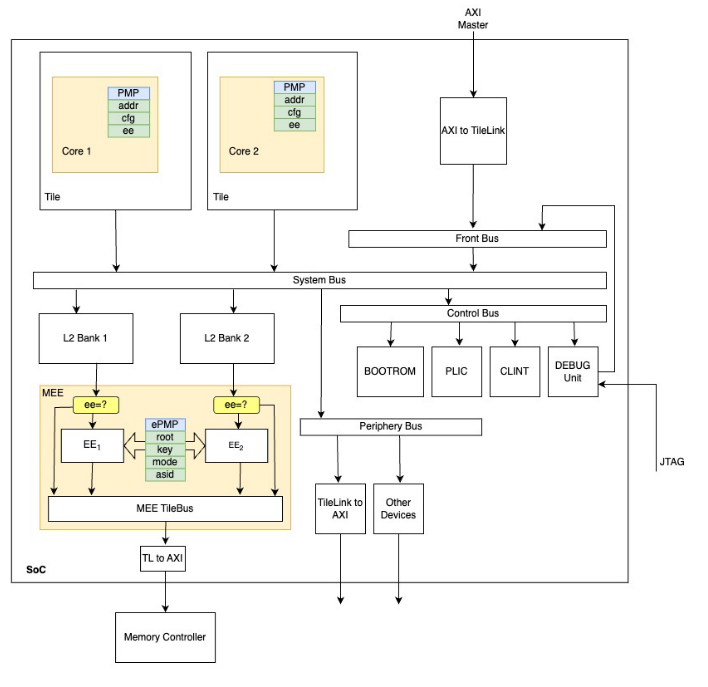 AXI
Master
PMP
addr
cfg
ee
Core 1
Tile
PMP
addr
cfg
ee
Core 2
Tile
AXI to TileLink
Front Bus
System Bus
Control Bus
L2 Bank 1
L2 Bank 2
BOOTROM
PLIC
CLINT
DEBUG
Unit
MEE
ee=?
ee=?
EE1
ePMP
root
key
mode
asid
EE2
MEE TileBus
Periphery Bus
JTAG
TileLink to
AXI
Other
Devices
TL to AXI
SoC
Memory Controller